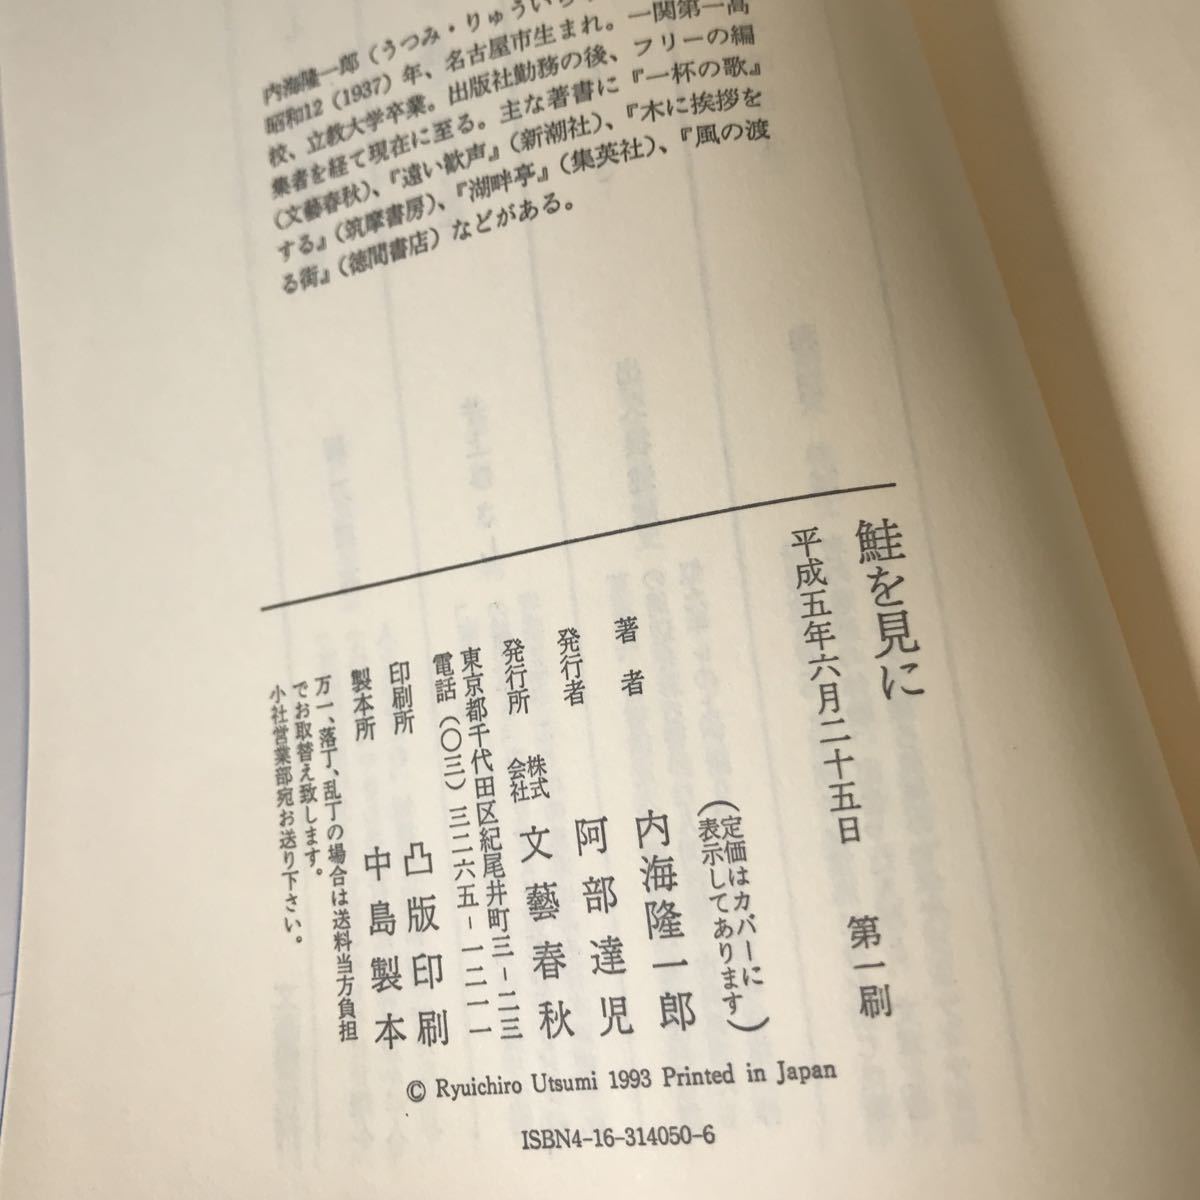 内海隆一郎（うつみ・りゅういち
昭和12（1937）年、名古屋市生まれ。一関第一高
校、立教大学卒業。出版社勤務の後、フリーの編
集者を経て現在に至る。主な著書に『一杯の歌』
（文藝春秋）、『遠い歓声』（新潮社）、『木に挨拶を
する』（筑摩書房）、『湖畔亭』（集英社）、『風の渡
る街』（徳間書店）などがある。
鮭を見に
平成五年六月二十五日 第一刷
（定価はカバーに
表示してあります）
著者 内海隆一郎
発行者 阿部達児
発行所 株式会社 文藝春秋
東京都千代田区紀尾井町三－二三
電話（〇三）三二六五－一二一一
印刷所 凸版印刷
製本所 中島製本
万一、落丁、乱丁の場合は送料当方負担
でお取替え致します。
小社営業部宛お送り下さい。
© Ryuichiro Utsumi 1993 Printed in Japan
ISBN4-16-314050-6